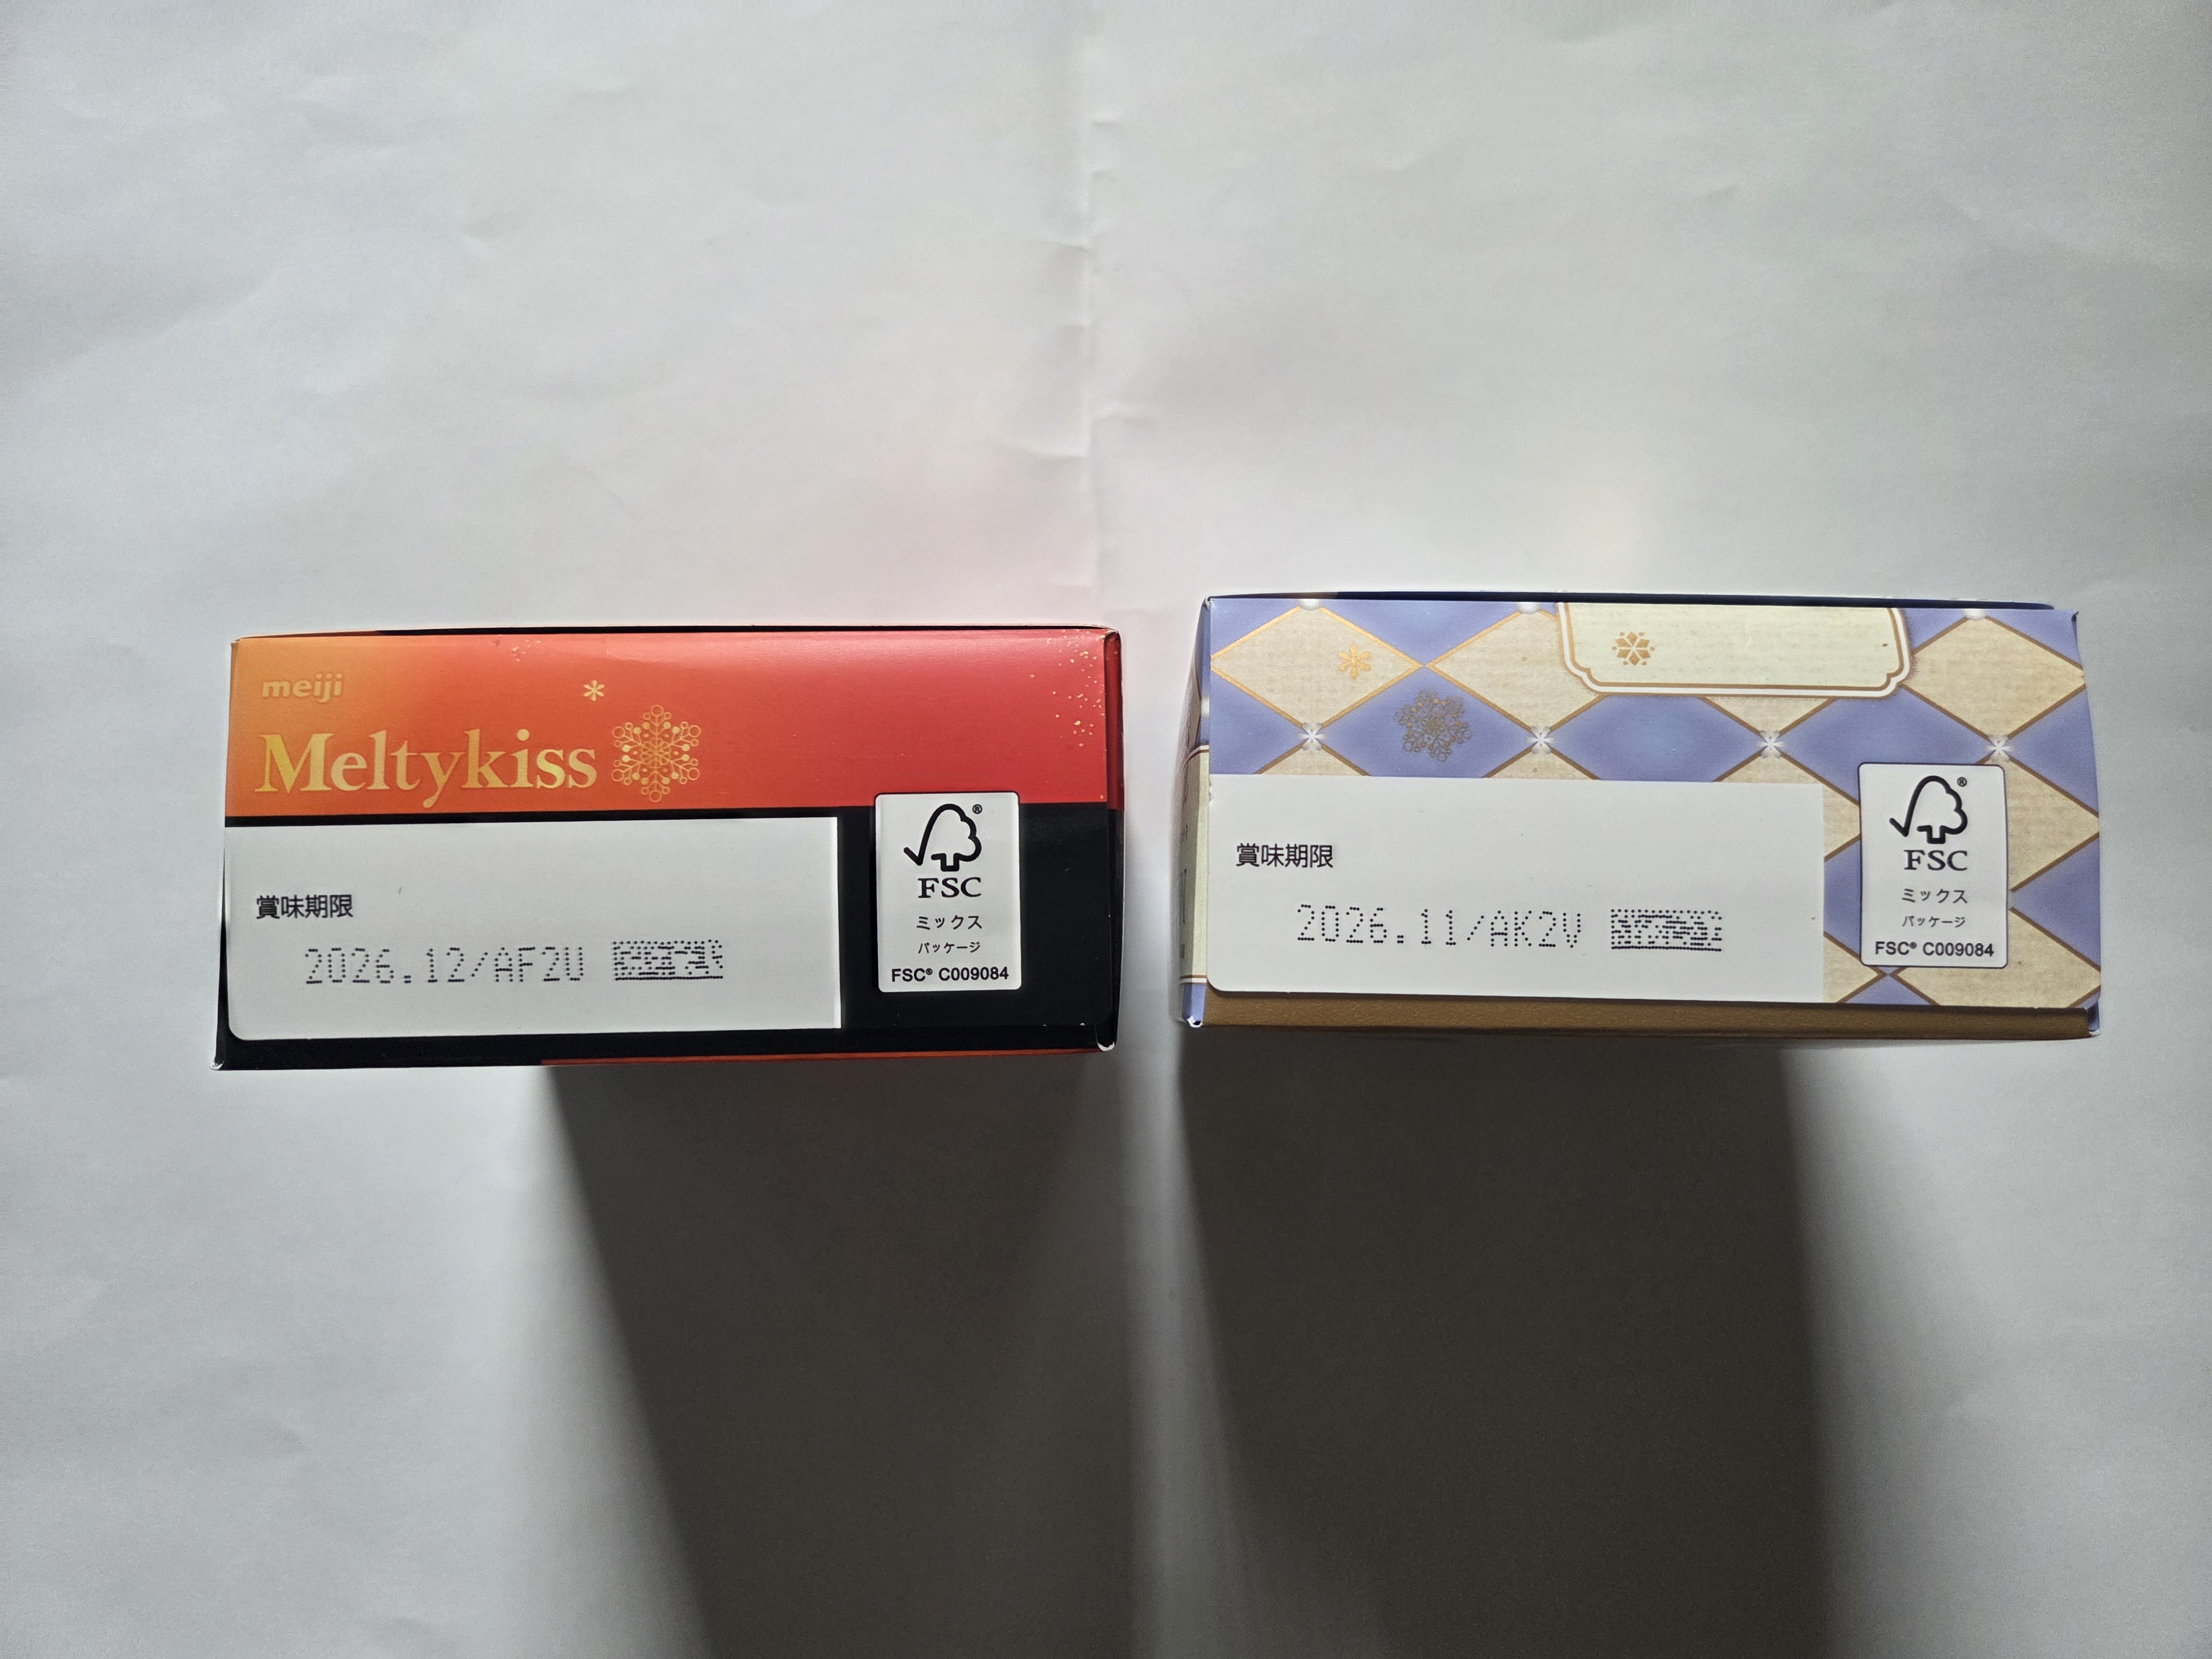 meiji
Meltykiss
賞味期限
2026.12/AF2U
FSC®
ミックス
パッケージ
FSC® C009084
賞味期限
2026.11/AK2V
FSC®
ミックス
パッケージ
FSC® C009084